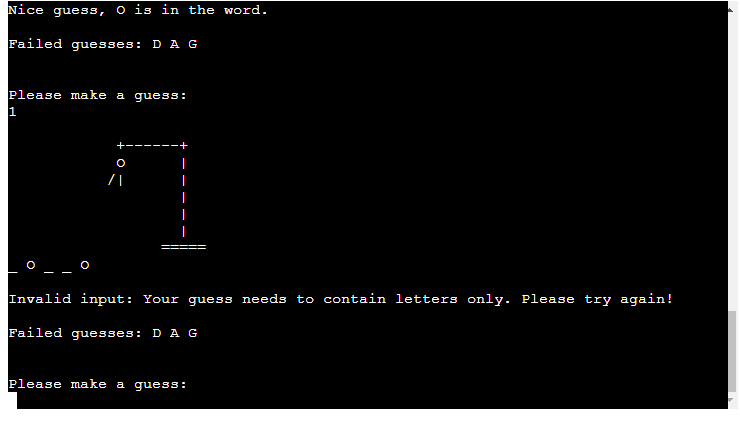 Nice guess, O is in the word.
Failed guesses: D A G
Please make a guess:
1
+------+
O |
/| |
|
|
|
=====
_ O _ _ O
Invalid input: Your guess needs to contain letters only. Please try again!
Failed guesses: D A G
Please make a guess: